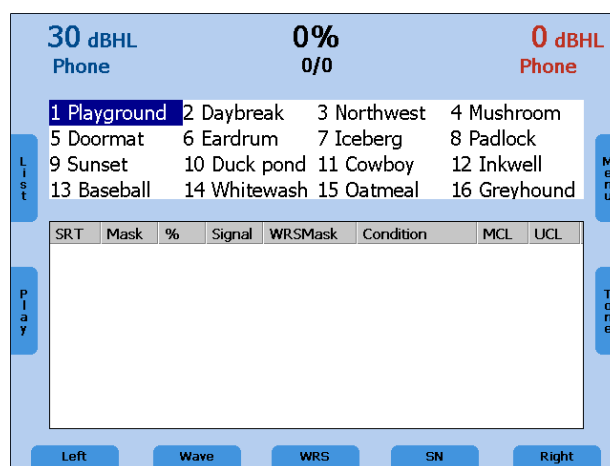 30 dBHL 0% 0 dBHL
Phone 0/0 Phone
1 Playground 2 Daybreak 3 Northwest 4 Mushroom
5 Doormat 6 Eardrum 7 Iceberg 8 Padlock
9 Sunset 10 Duck pond 11 Cowboy 12 Inkwell
13 Baseball 14 Whitewash 15 Oatmeal 16 Greyhound
List
Menu
SRT Mask % Signal WRSMask Condition MCL UCL
Play
Tone
Left Wave WRS SN Right